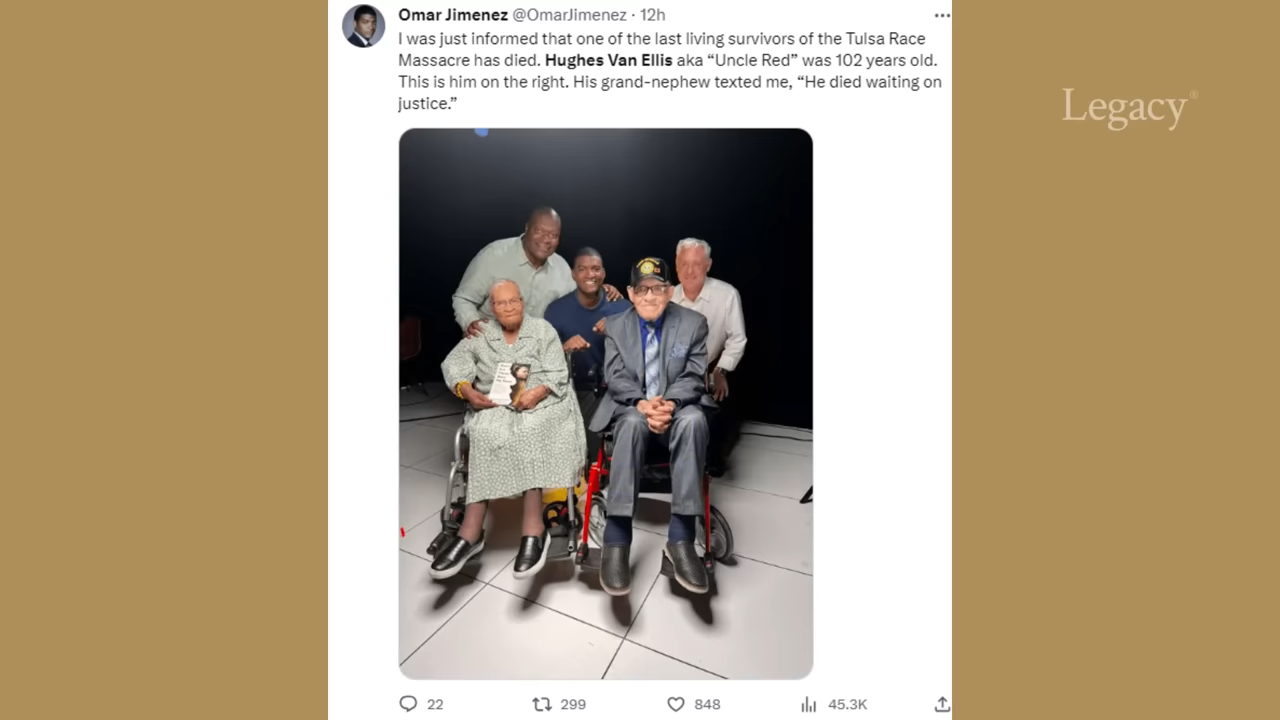 Omar Jimenez @OmarJimenez · 12h
I was just informed that one of the last living survivors of the Tulsa Race
Massacre has died. Hughes Van Ellis aka “Uncle Red” was 102 years old.
This is him on the right. His grand-nephew texted me, “He died waiting on
justice.”
Legacy®
22 299 848 45.3K